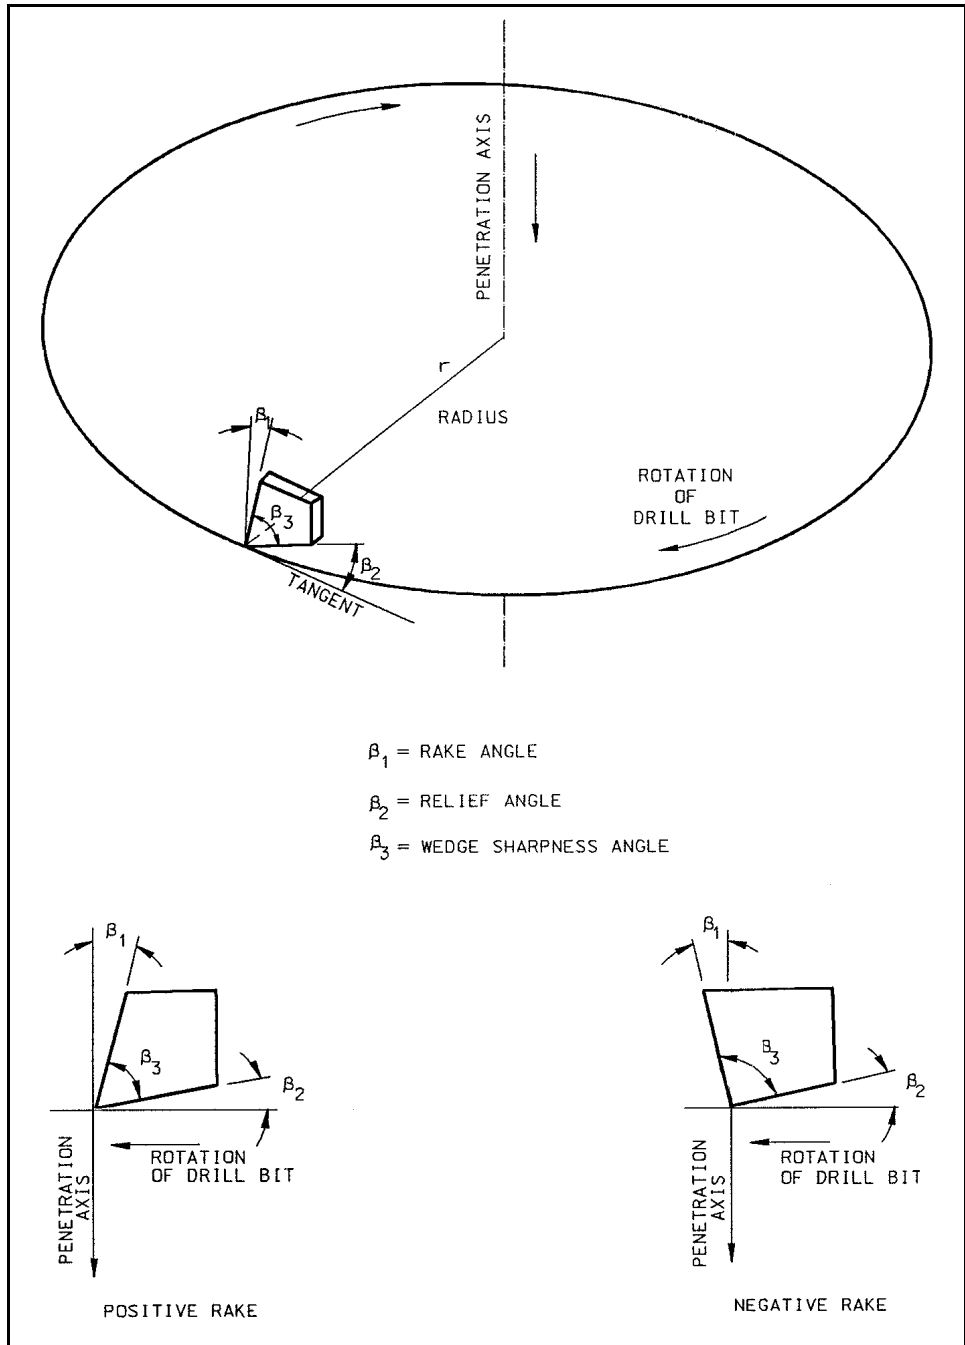 PENETRATION AXIS
r
RADIUS
β1
β3
β2
TANGENT
ROTATION
OF
DRILL BIT
β1 = RAKE ANGLE
β2 = RELIEF ANGLE
β3 = WEDGE SHARPNESS ANGLE
β1
β3
β2
ROTATION
OF DRILL BIT
PENETRATION
AXIS
POSITIVE RAKE
β1
β3
β2
ROTATION
OF DRILL BIT
PENETRATION
AXIS
NEGATIVE RAKE